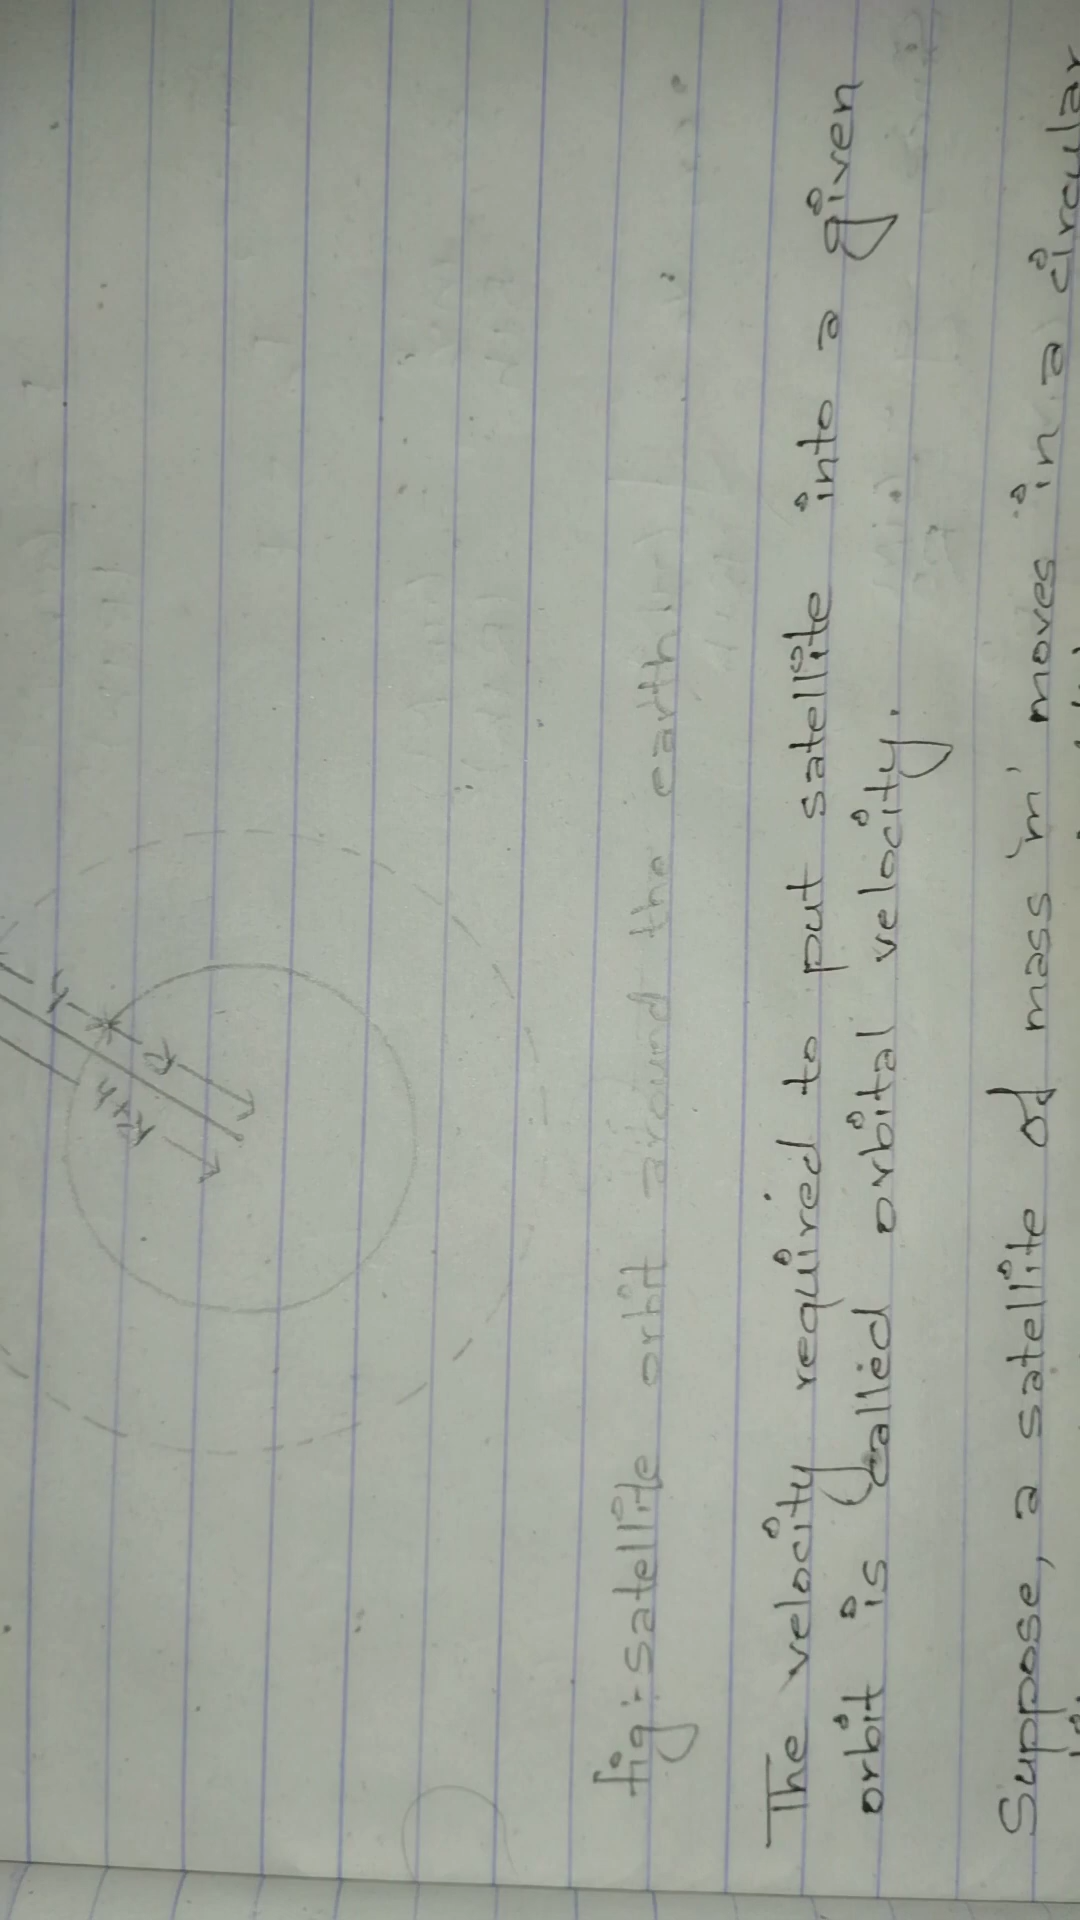 h
R
R+h
fig:- satellite orbit around the earth
The velocity required to put satellite into a given
orbit is called orbital velocity.
Suppose, a satellite of mass 'm' moves in a circular